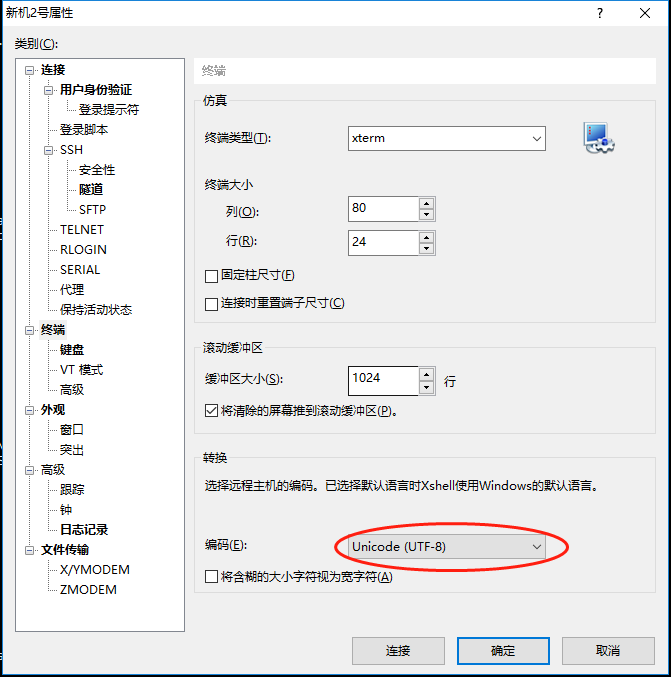 新机2号属性
?
类别(C):
连接
用户身份验证
登录提示符
登录脚本
SSH
安全性
隧道
SFTP
TELNET
RLOGIN
SERIAL
代理
保持活动状态
终端
键盘
VT 模式
高级
外观
窗口
突出
高级
跟踪
钟
日志记录
文件传输
X/YMODEM
ZMODEM
终端
仿真
终端类型(T):
xterm
终端大小
列(O):
80
行(R):
24
固定柱尺寸(F)
连接时重置端子尺寸(C)
滚动缓冲区
缓冲区大小(S):
1024
行
将清除的屏幕推到滚动缓冲区(P)。
转换
选择远程主机的编码。已选择默认语言时Xshell使用Windows的默认语言。
编码(E):
Unicode (UTF-8)
将含糊的大小字符视为宽字符(A)
连接
确定
取消